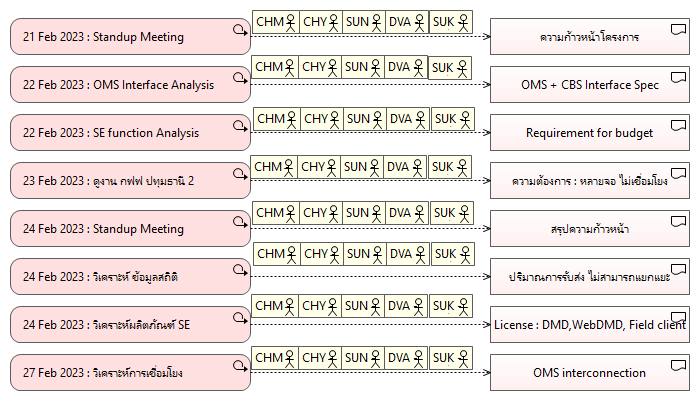 21 Feb 2023 : Standup Meeting CHM CHY SUN DVA SUK ความก้าวหน้าโครงการ
22 Feb 2023 : OMS Interface Analysis CHM CHY SUN DVA SUK OMS + CBS Interface Spec
22 Feb 2023 : SE function Analysis CHM CHY SUN DVA SUK Requirement for budget
23 Feb 2023 : ดูงาน กฟฟ ปทุมธานี 2 CHM CHY SUN DVA SUK ความต้องการ : หลายจอ ไม่เชื่อมโยง
24 Feb 2023 : Standup Meeting CHM CHY SUN DVA SUK สรุปความก้าวหน้า
24 Feb 2023 : วิเคราะห์ ข้อมูลสถิติ CHM CHY SUN DVA SUK ปริมาณการรับส่ง ไม่สามารถแยกแยะ
24 Feb 2023 : วิเคราะห์ผลิตภัณฑ์ SE CHM CHY SUN DVA SUK License : DMD,WebDMD, Field client
27 Feb 2023 : วิเคราะห์การเชื่อมโยง CHM CHY SUN DVA SUK OMS interconnection